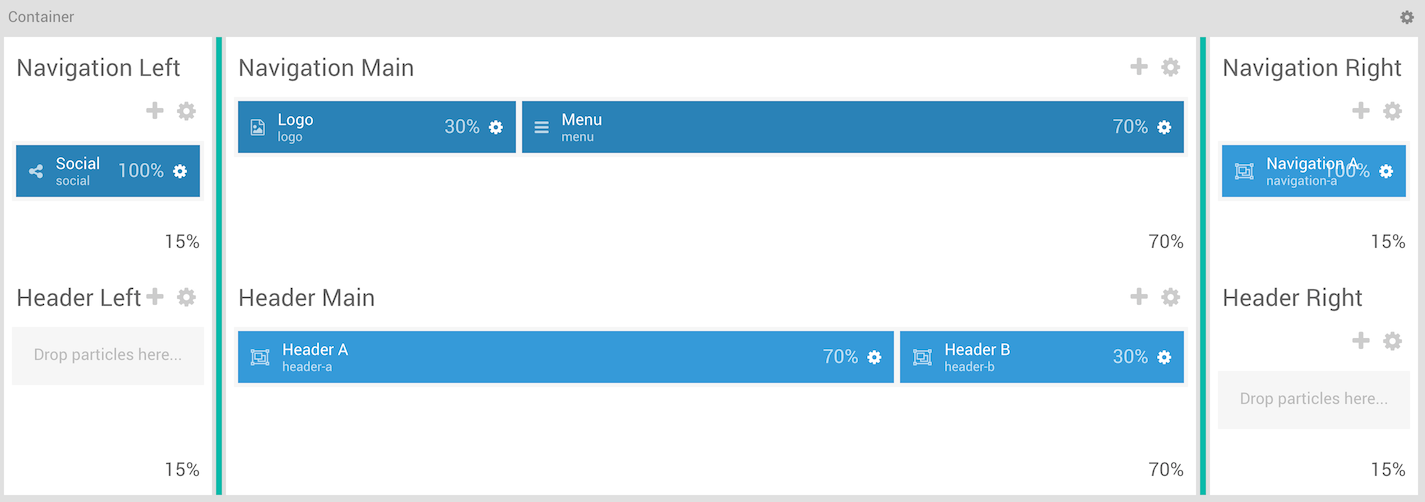 Container
Navigation Left
Social
social
100%
15%
Header Left
Drop particles here...
15%
Navigation Main
Logo
logo
30%
Menu
menu
70%
70%
Header Main
Header A
header-a
70%
Header B
header-b
30%
70%
Navigation Right
Navigation A
navigation-a
100%
15%
Header Right
Drop particles here...
15%